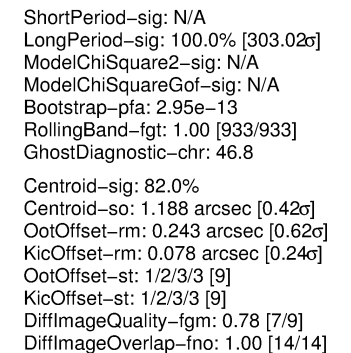 ShortPeriod−sig: N/A
LongPeriod−sig: 100.0% [303.02σ]
ModelChiSquare2−sig: N/A
ModelChiSquareGof−sig: N/A
Bootstrap−pfa: 2.95e−13
RollingBand−fgt: 1.00 [933/933]
GhostDiagnostic−chr: 46.8
Centroid−sig: 82.0%
Centroid−so: 1.188 arcsec [0.42σ]
OotOffset−rm: 0.243 arcsec [0.62σ]
KicOffset−rm: 0.078 arcsec [0.24σ]
OotOffset−st: 1/2/3/3 [9]
KicOffset−st: 1/2/3/3 [9]
DiffImageQuality−fgm: 0.78 [7/9]
DiffImageOverlap−fno: 1.00 [14/14]